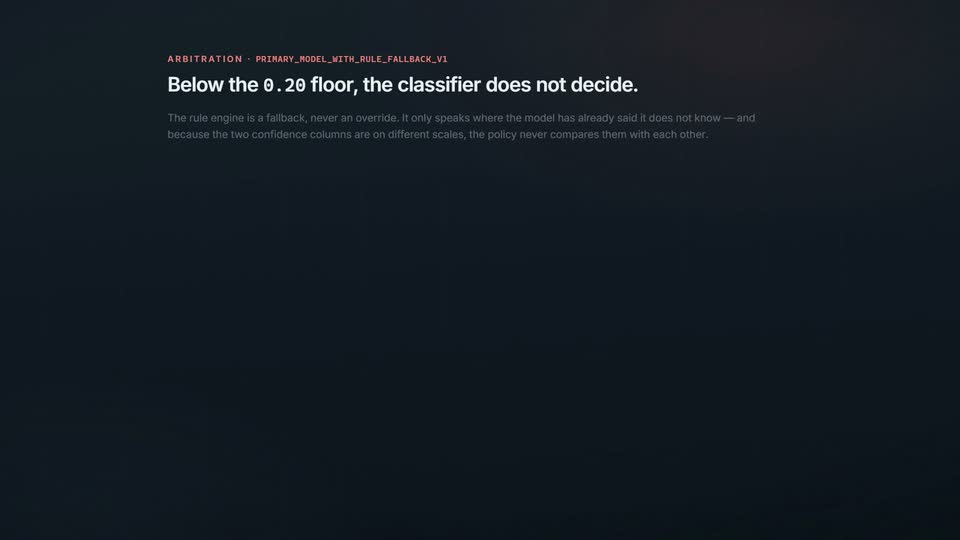 ARBITRATION · PRIMARY_MODEL_WITH_RULE_FALLBACK_V1
Below the 0.20 floor, the classifier does not decide.
The rule engine is a fallback, never an override. It only speaks where the model has already said it does not know — and
because the two confidence columns are on different scales, the policy never compares them with each other.